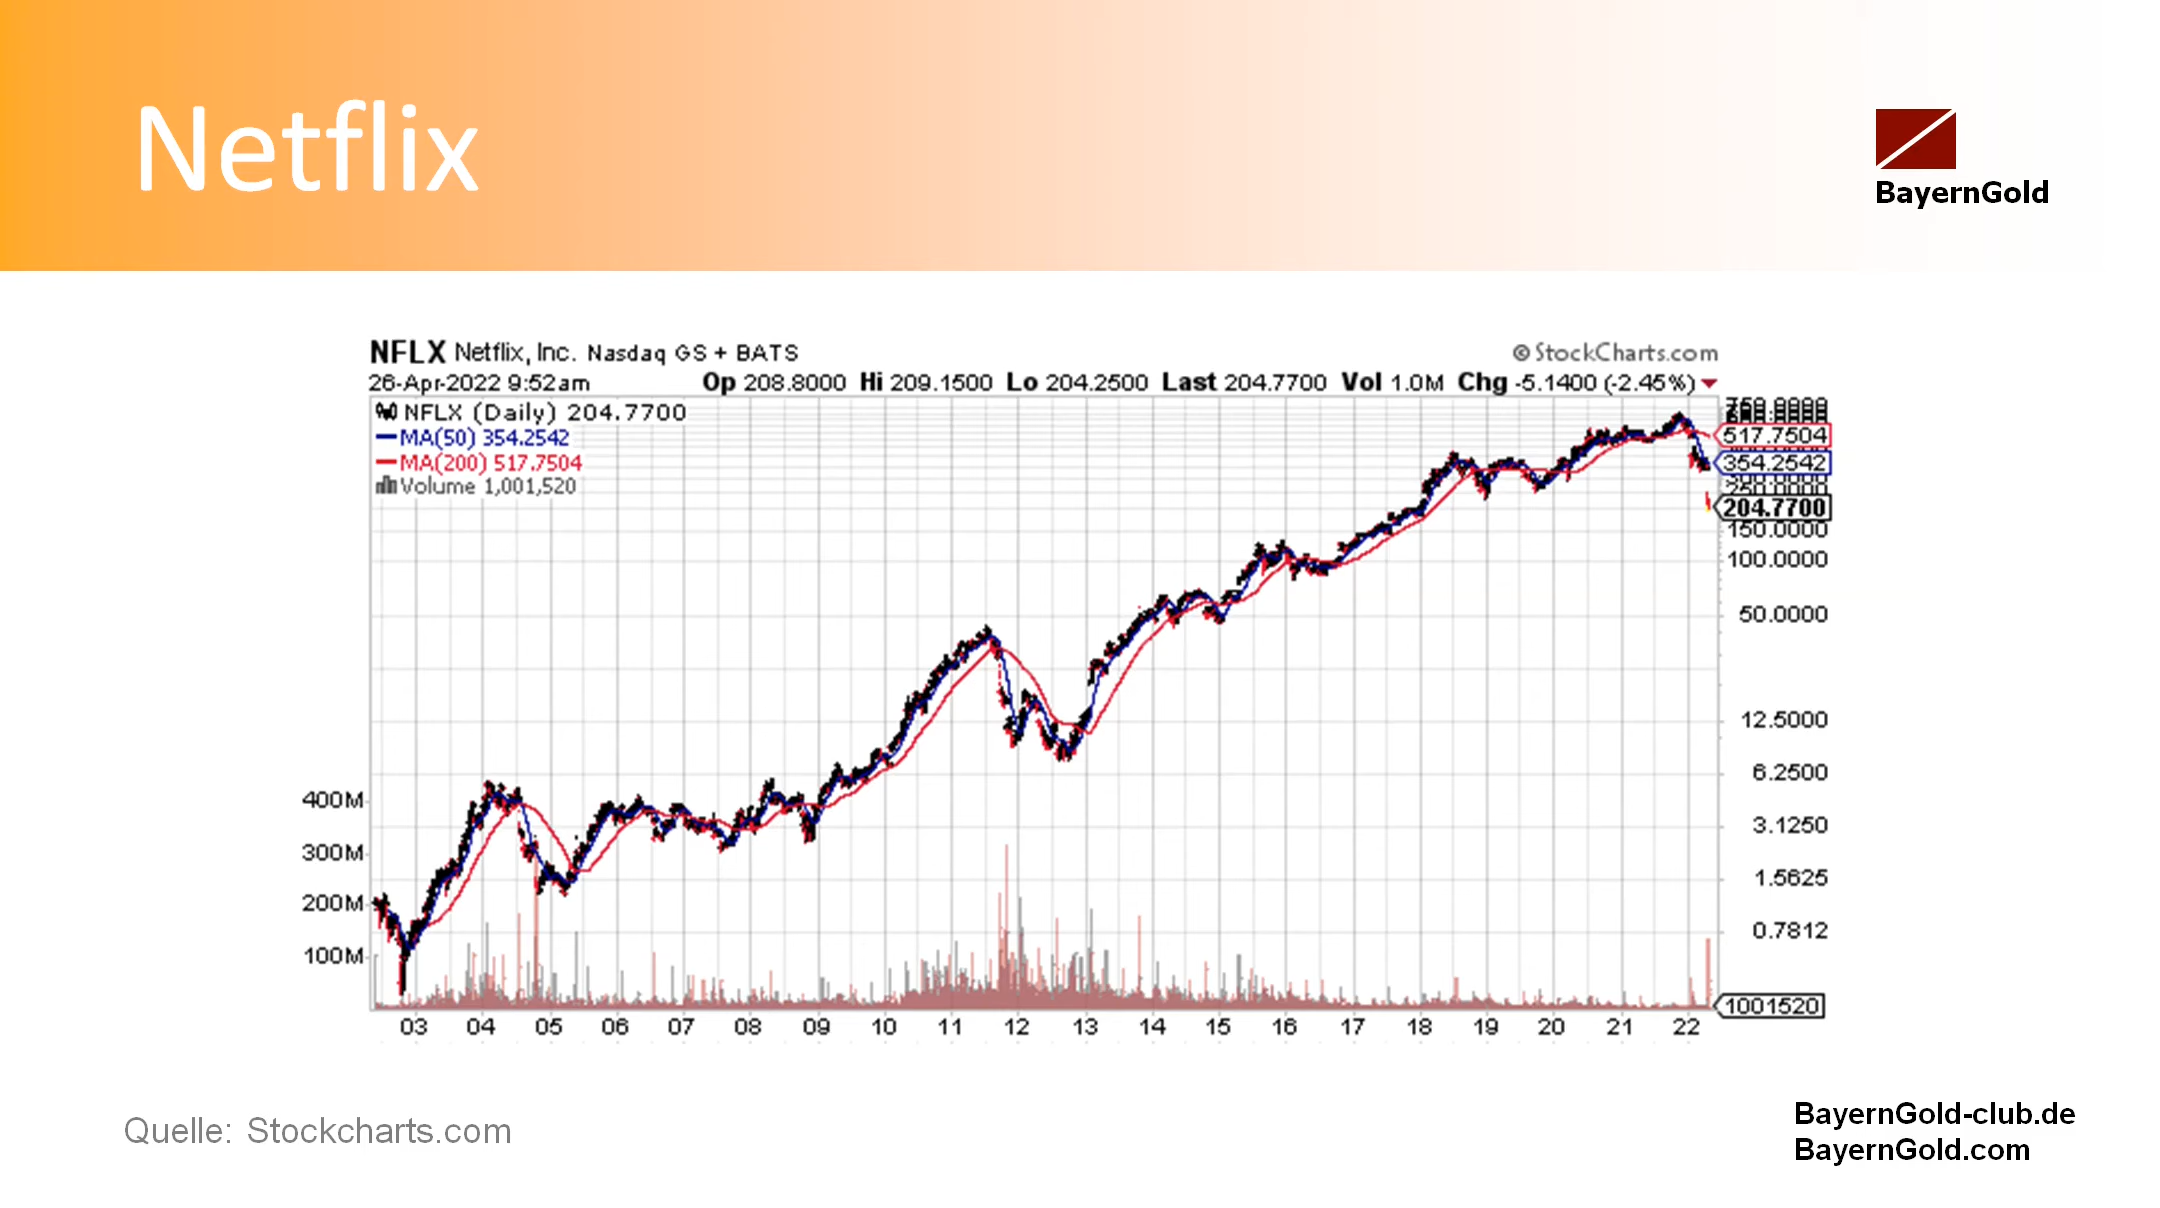 Netflix
BayernGold
NFLX Netflix, Inc. Nasdaq GS + BATS
© StockCharts.com
26-Apr-2022 9:52am
Op 208.8000 Hi 209.1500 Lo 204.2500 Last 204.7700 Vol 1.0M Chg -5.1400 (-2.45%)
NFLX (Daily) 204.7700
MA(50) 354.2542
MA(200) 517.7504
Volume 1,001,520
750.0000
517.7504
354.2542
250.0000
204.7700
150.0000
100.0000
50.0000
12.5000
6.2500
3.1250
1.5625
0.7812
1001520
400M
300M
200M
100M
03 04 05 06 07 08 09 10 11 12 13 14 15 16 17 18 19 20 21 22
Quelle: Stockcharts.com
BayernGold-club.de
BayernGold.com